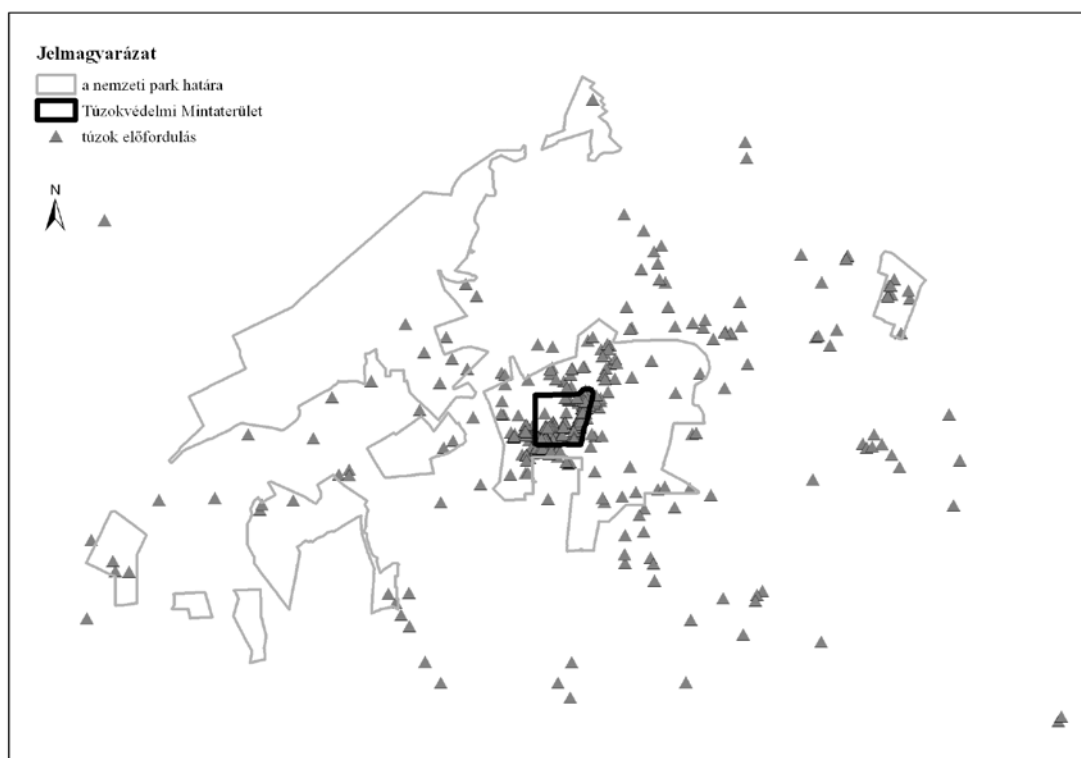 Jelmagyarázat
a nemzeti park határa
Túzokvédelmi Mintaterület
túzok előfordulás
N